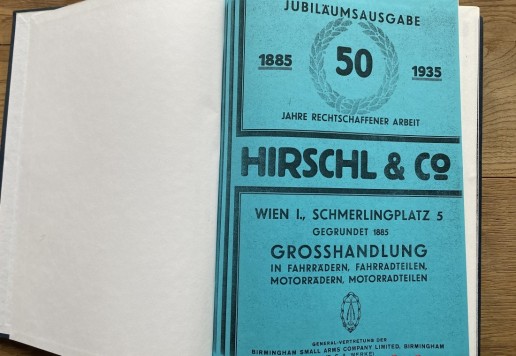 JUBILÄUMSAUSGABE
1885 50 1935
JAHRE RECHTSCHAFFENER ARBEIT
HIRSCHL & Co
WIEN I., SCHMERLINGPLATZ 5
GEGRUNDET 1885
GROSSHANDLUNG
IN FAHRRÄDERN, FAHRRADTEILEN,
MOTORRÄDERN, MOTORRADTEILEN
GENERAL-VERTRETUNG DER
BIRMINGHAM SMALL ARMS COMPANY LIMITED, BIRMINGHAM